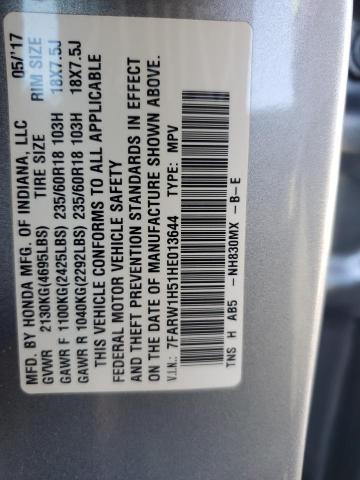 MFD. BY HONDA MFG. OF INDIANA, LLC 05/'17
GVWR 2130KG(4695LBS) TIRE SIZE RIM SIZE
GAWR F 1100KG(2425LBS) 235/60R18 103H 18X7.5J
GAWR R 1040KG(2292LBS) 235/60R18 103H 18X7.5J
THIS VEHICLE CONFORMS TO ALL APPLICABLE
FEDERAL MOTOR VEHICLE SAFETY
AND THEFT PREVENTION STANDARDS IN EFFECT
ON THE DATE OF MANUFACTURE SHOWN ABOVE.
V.I.N.: 7FARW1H51HE013644 TYPE: MPV
TNS H AB5 -NH830MX -B-E